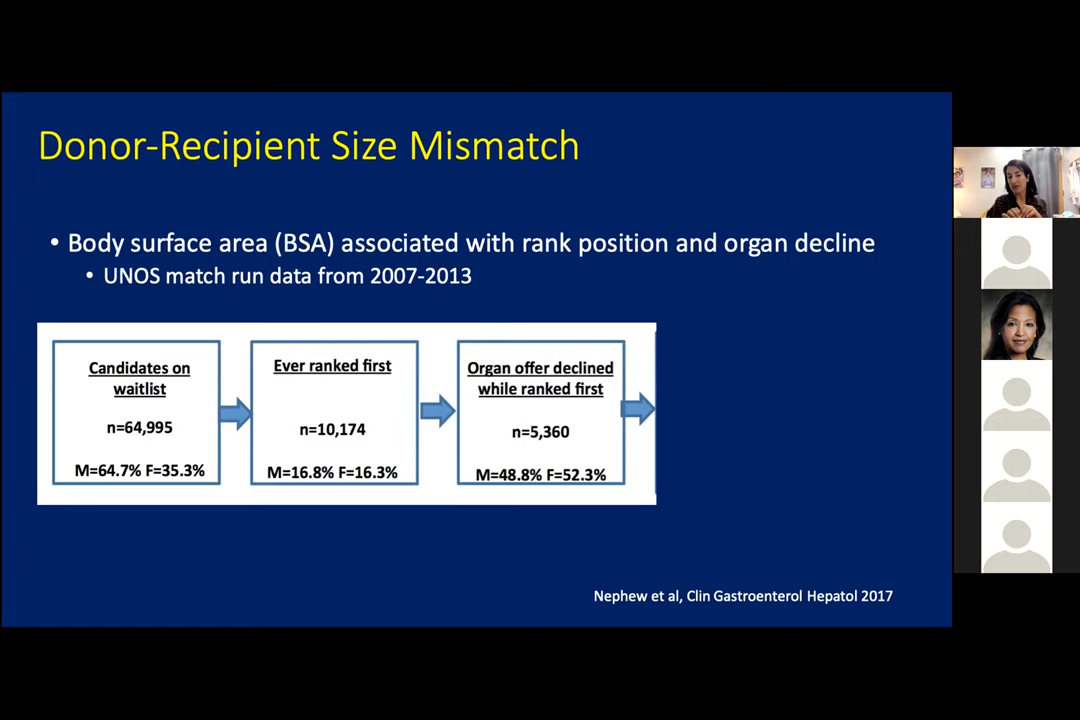 Donor-Recipient Size Mismatch
• Body surface area (BSA) associated with rank position and organ decline
• UNOS match run data from 2007-2013
Candidates on
waitlist
n=64,995
M=64.7% F=35.3%
Ever ranked first
n=10,174
M=16.8% F=16.3%
Organ offer declined
while ranked first
n=5,360
M=48.8% F=52.3%
Nephew et al, Clin Gastroenterol Hepatol 2017